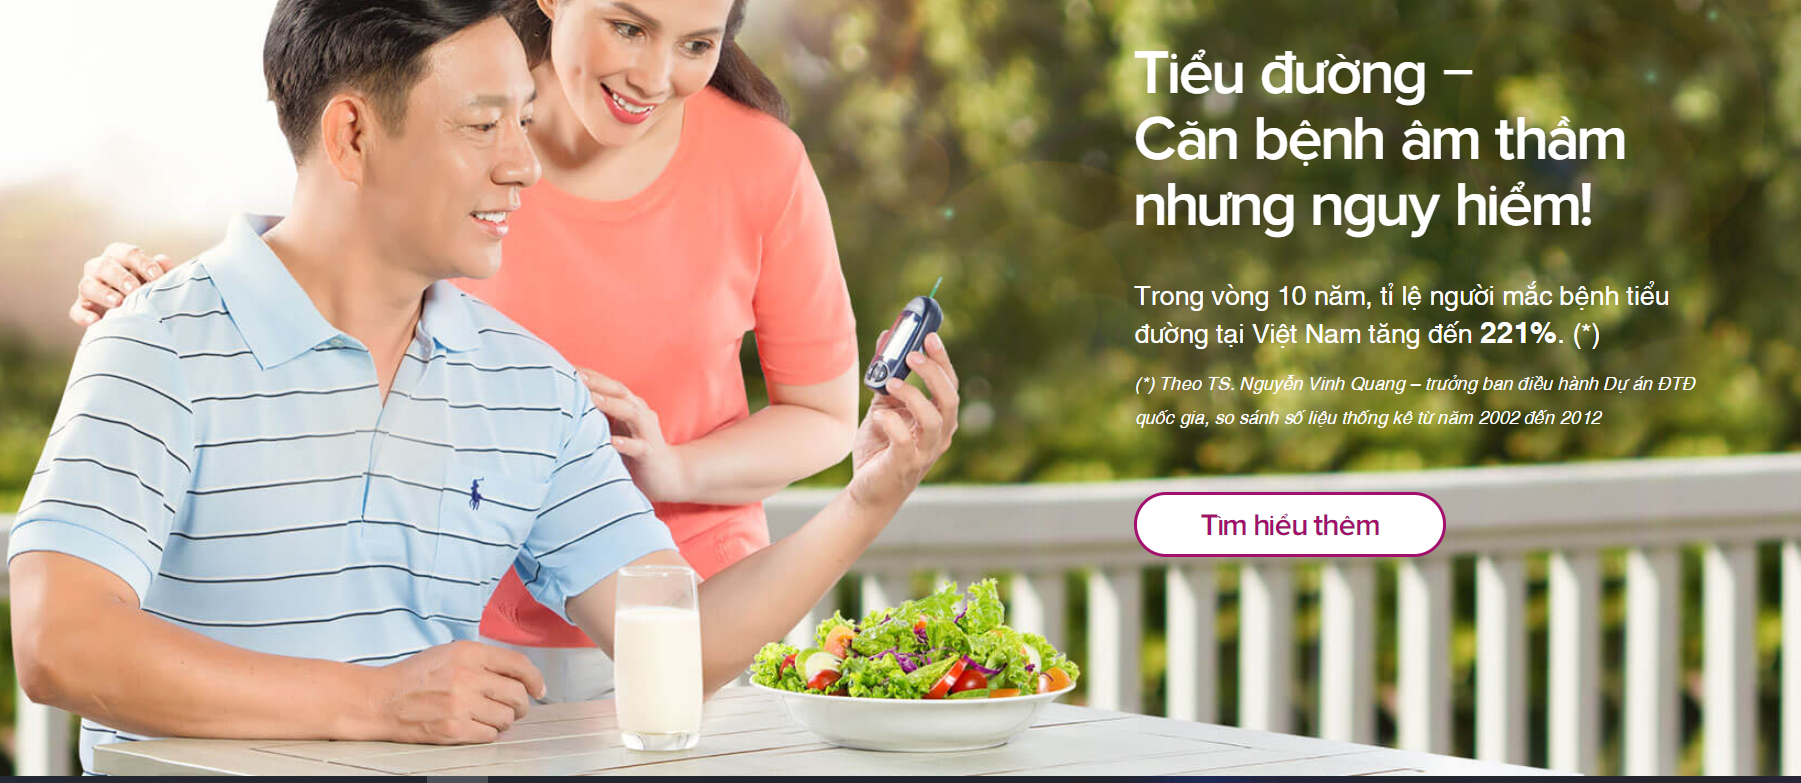 Tiểu đường –
Căn bệnh âm thầm
nhưng nguy hiểm!
Trong vòng 10 năm, tỉ lệ người mắc bệnh tiểu
đường tại Việt Nam tăng đến 221%. (*)
(*) Theo TS. Nguyễn Vinh Quang – trưởng ban điều hành Dự án ĐTĐ
quốc gia, so sánh số liệu thống kê từ năm 2002 đến 2012
Tìm hiểu thêm